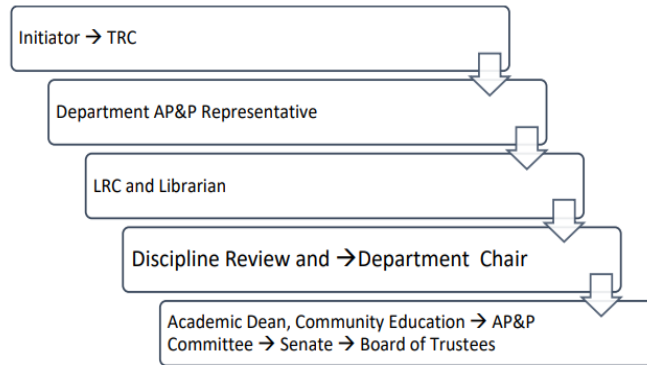 Initiator → TRC
Department AP&P Representative
LRC and Librarian
Discipline Review and →Department Chair
Academic Dean, Community Education → AP&P
Committee → Senate → Board of Trustees